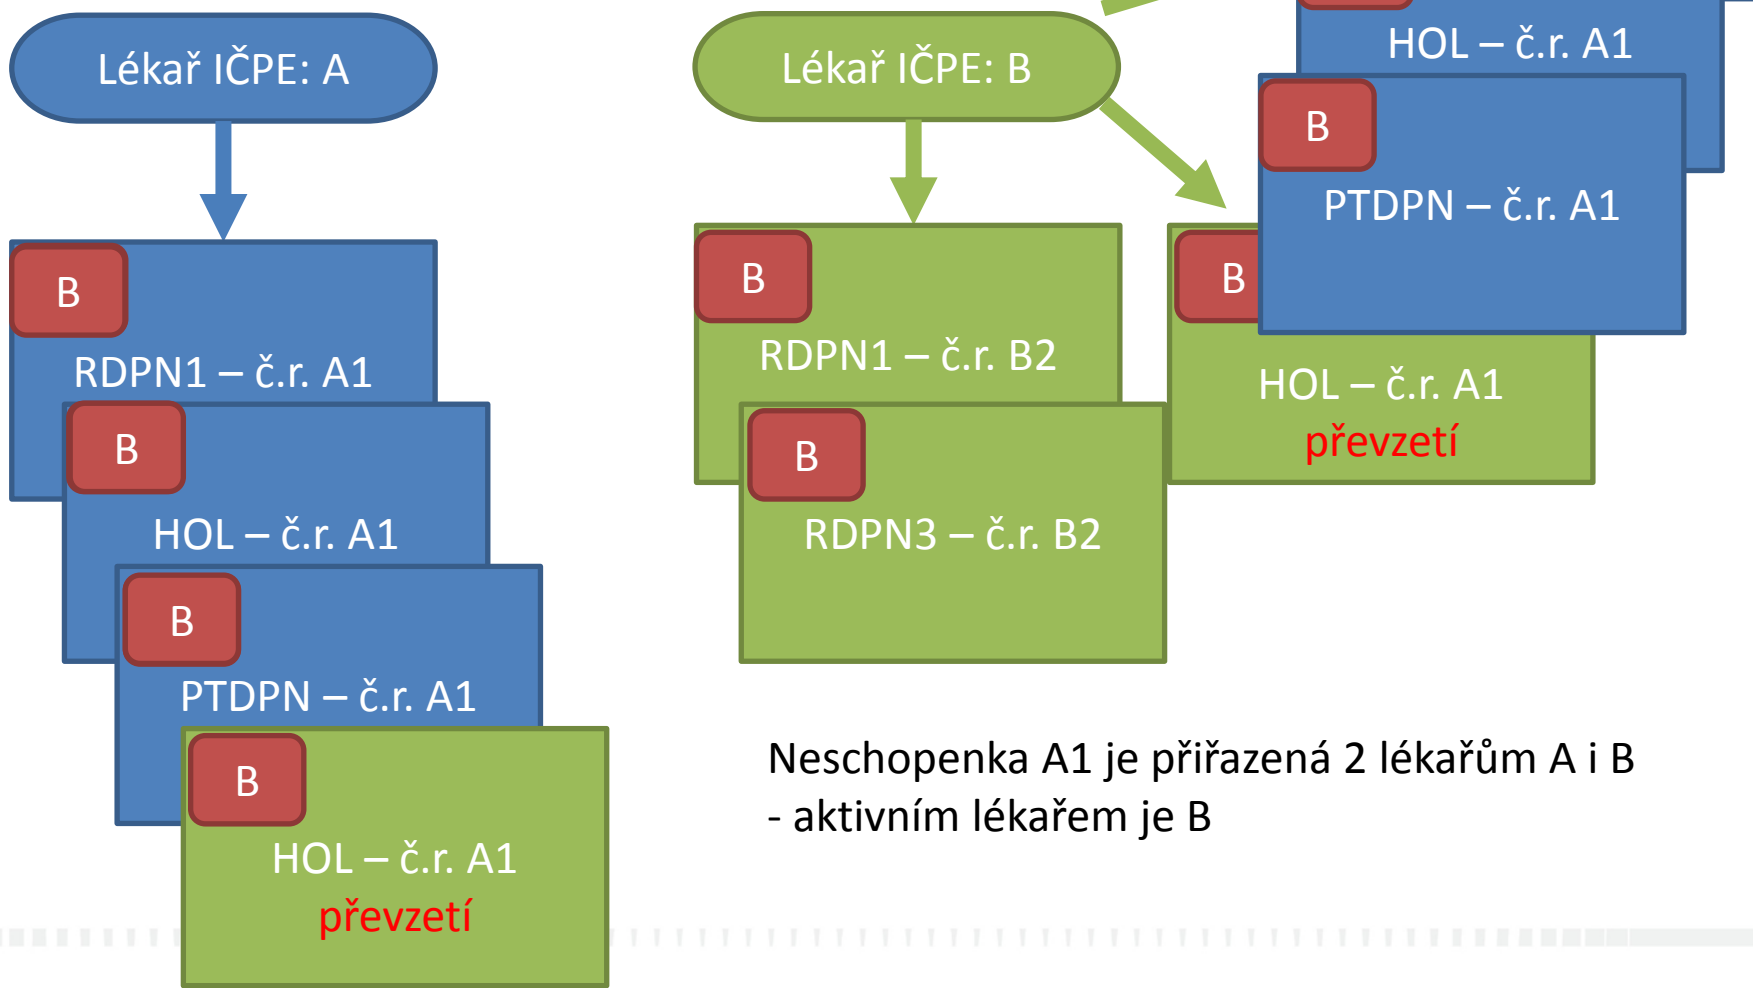 Lékař IČPE: A
B
RDPN1 – č.r. A1
B
HOL – č.r. A1
B
PTDPN – č.r. A1
B
HOL – č.r. A1
převzetí
Lékař IČPE: B
B
RDPN1 – č.r. B2
B
RDPN3 – č.r. B2
HOL – č.r. A1
B
PTDPN – č.r. A1
B
HOL – č.r. A1
převzetí
Neschopenka A1 je přiřazená 2 lékařům A i B
- aktivním lékařem je B